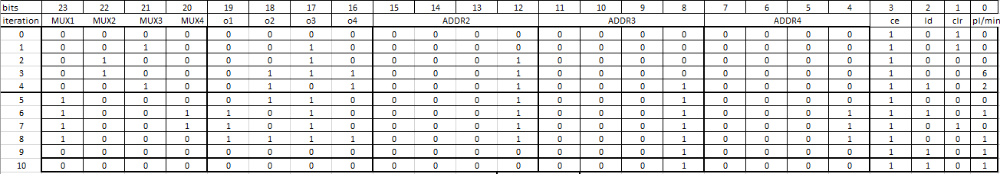 bits 23 22 21 20 19 18 17 16 15 14 13 12 11 10 9 8 7 6 5 4 3 2 1 0
iteration MUX1 MUX2 MUX3 MUX4 o1 o2 o3 o4 ADDR2 ADDR3 ADDR4 ce ld clr pl/min
0 0 0 0 0 0 0 0 0 0 0 0 0 0 0 0 0 0 0 0 0 1 0 1 0
1 0 0 1 0 0 0 1 0 0 0 0 0 0 0 0 0 0 0 0 0 1 0 1 0
2 0 1 0 0 0 0 1 0 0 0 0 1 0 0 0 0 0 0 0 0 1 0 0 0
3 0 1 0 0 0 1 1 1 0 0 0 1 0 0 0 0 0 0 0 0 1 0 0 6
4 0 0 1 0 0 1 0 1 0 0 0 1 0 0 0 1 0 0 0 0 1 1 0 2
5 1 0 0 0 0 1 1 0 0 0 0 1 0 0 0 1 0 0 0 0 1 0 0 0
6 1 0 0 1 1 0 1 0 0 0 0 1 0 0 0 1 0 0 0 1 1 1 0 1
7 1 0 0 1 1 0 1 0 0 0 0 1 0 0 0 1 0 0 0 1 1 0 1 0
8 1 0 0 0 1 1 1 1 0 0 0 1 0 0 0 1 0 0 0 1 1 0 0 1
9 0 0 0 0 0 0 0 0 0 0 0 0 0 0 0 1 0 0 0 0 1 1 0 1
10 0 0 0 0 0 0 0 0 0 0 0 0 0 0 0 1 0 0 0 0 1 1 0 1